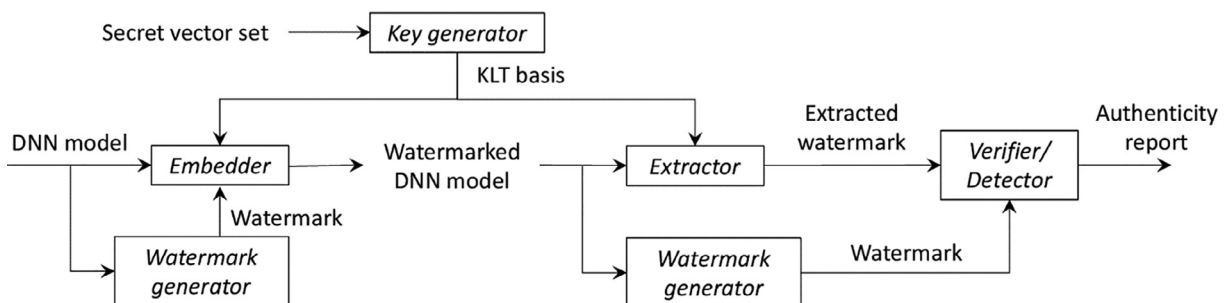 Secret vector set
Key generator
KLT basis
DNN model
Embedder
Watermarked
DNN model
Extractor
Extracted
watermark
Verifier/
Detector
Authenticity
report
Watermark
Watermark
generator
Watermark
generator
Watermark